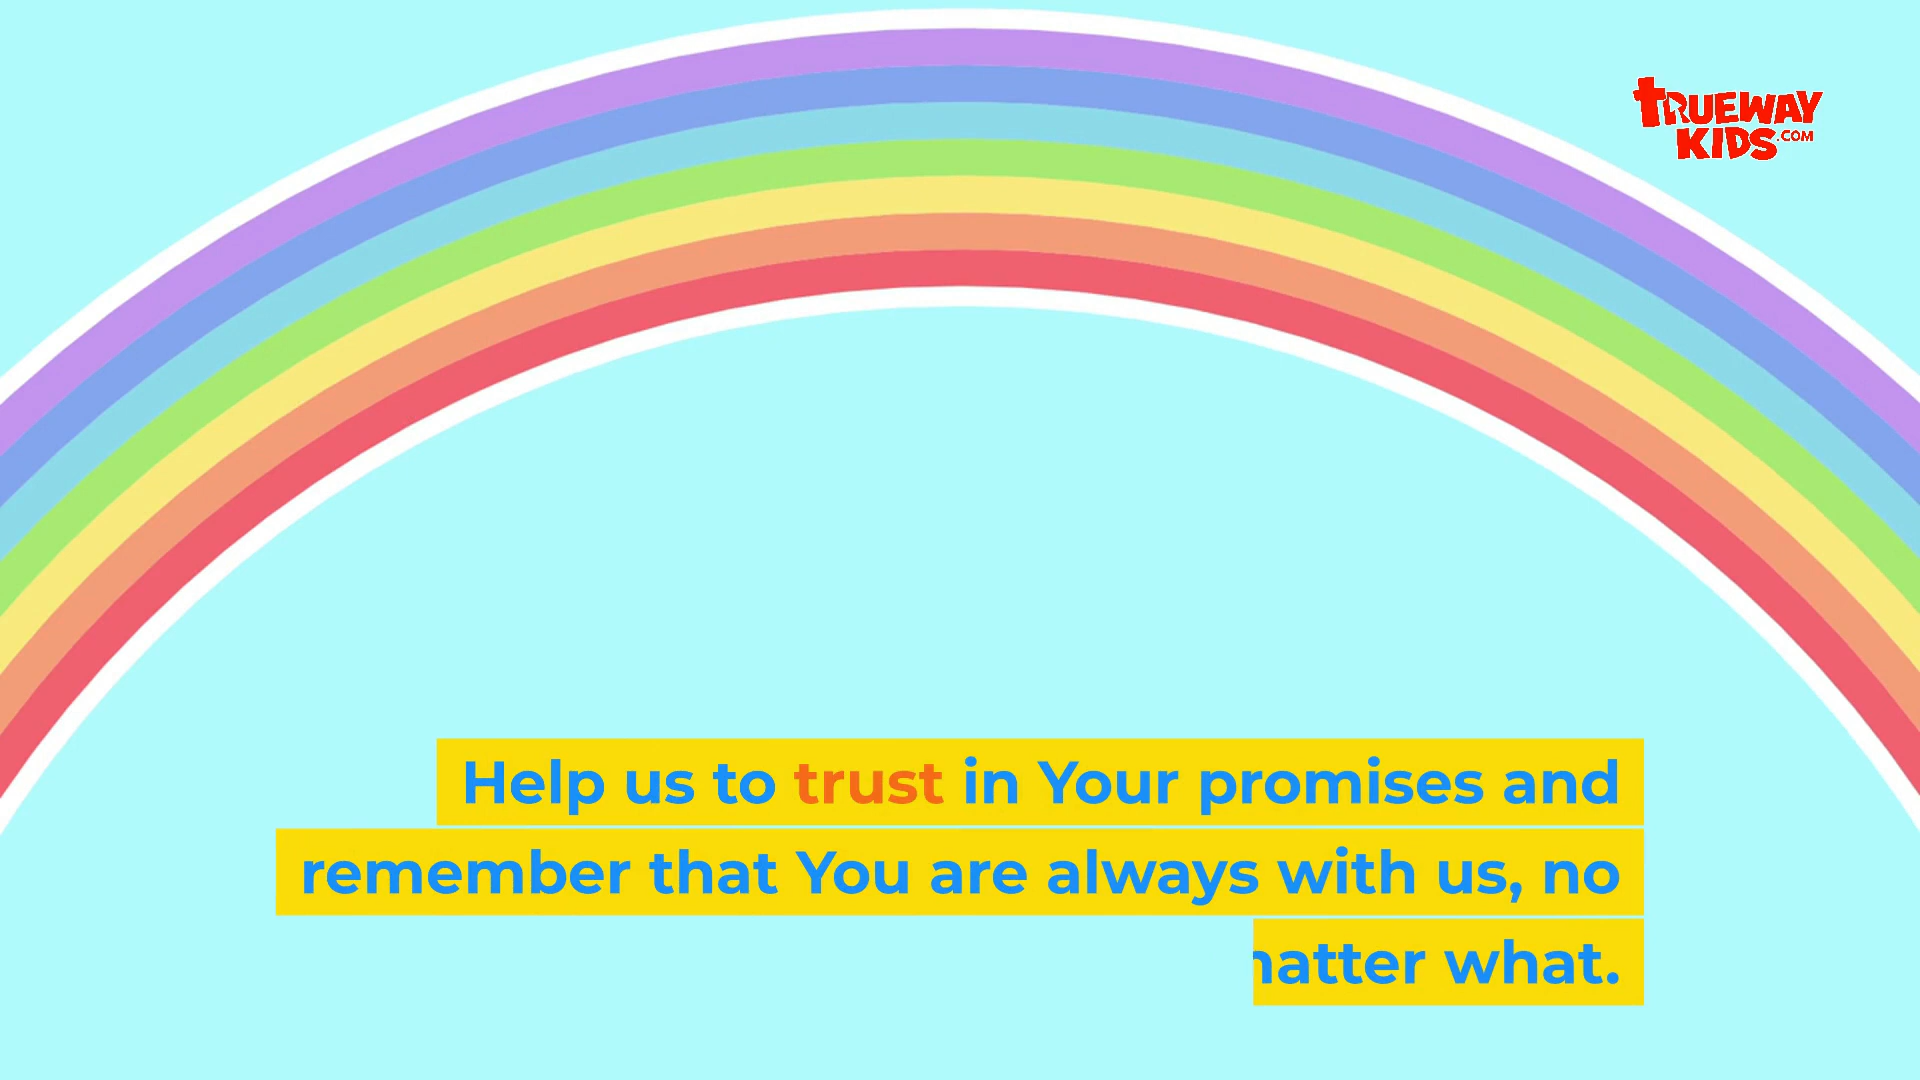 TRUEWAY
KIDS.COM
Help us to trust in Your promises and
remember that You are always with us, no
what.